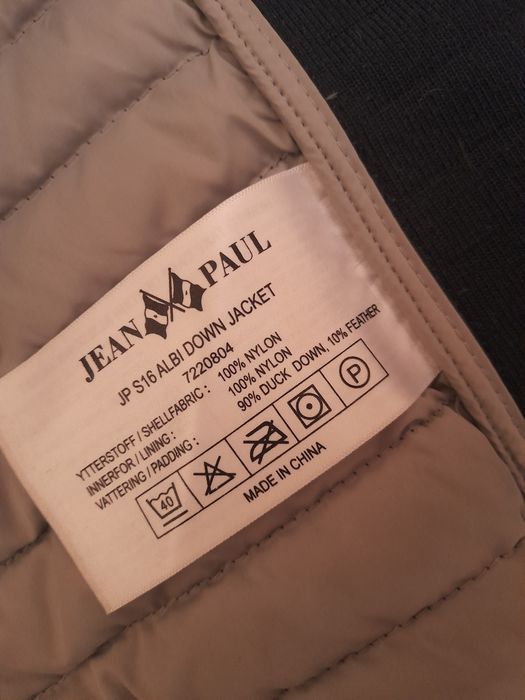 JEAN PAUL
JP S16 ALBI DOWN JACKET
7220804
YTTERSTOFF / SHELLFABRIC : 100% NYLON
INNERFOR / LINING : 100% NYLON
VATTERING / PADDING : 90% DUCK DOWN, 10% FEATHER
40 P
MADE IN CHINA